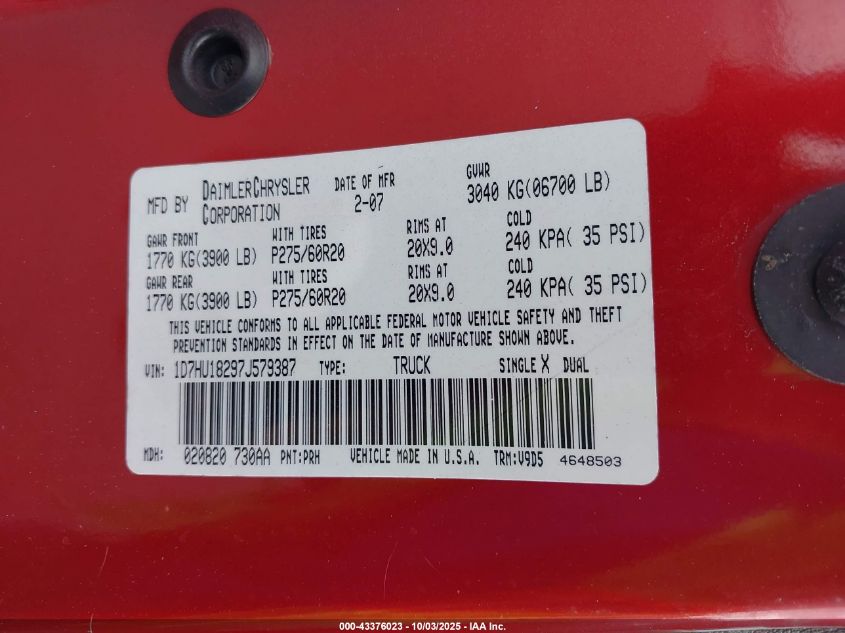 MFD BY DAIMLERCHRYSLER CORPORATION DATE OF MFR 2-07 GVWR 3040 KG(06700 LB)
GAWR FRONT WITH TIRES RIMS AT COLD
1770 KG(3900 LB) P275/60R20 20X9.0 240 KPA( 35 PSI)
GAWR REAR WITH TIRES RIMS AT COLD
1770 KG(3900 LB) P275/60R20 20X9.0 240 KPA( 35 PSI)
THIS VEHICLE CONFORMS TO ALL APPLICABLE FEDERAL MOTOR VEHICLE SAFETY AND THEFT
PREVENTION STANDARDS IN EFFECT ON THE DATE OF MANUFACTURE SHOWN ABOVE.
VIN: 1D7HU18297J579387 TYPE: TRUCK SINGLE X DUAL
MDH: 020820 730AA PNT:PRH VEHICLE MADE IN U.S.A. TRM:V9D5 4648503
000-43376023 - 10/03/2025 - IAA Inc.